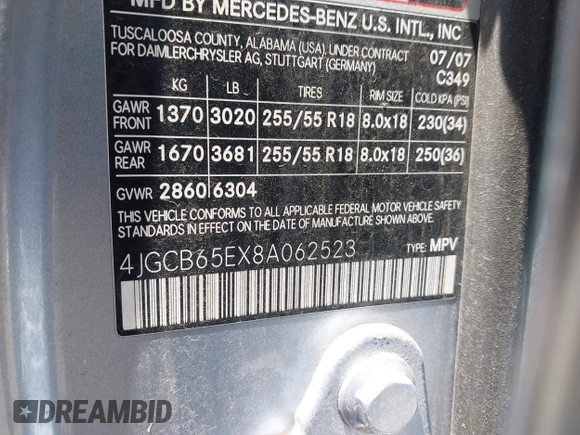 MFD BY MERCEDES-BENZ U.S. INTL., INC
TUSCALOOSA COUNTY, ALABAMA (USA). UNDER CONTRACT
FOR DAIMLERCHRYSLER AG, STUTTGART (GERMANY)
07/07
C349
KG LB TIRES RIM SIZE COLD KPA (PSI)
GAWR FRONT 1370 3020 255/55 R18 8.0x18 230(34)
GAWR REAR 1670 3681 255/55 R18 8.0x18 250(36)
GVWR 2860 6304
THIS VEHICLE CONFORMS TO ALL APPLICABLE FEDERAL MOTOR VEHICLE SAFETY
STANDARDS IN EFFECT ON THE DATE OF MANUFACTURE SHOWN ABOVE.
4JGCB65EX8A062523 TYPE: MPV
DREAMBID